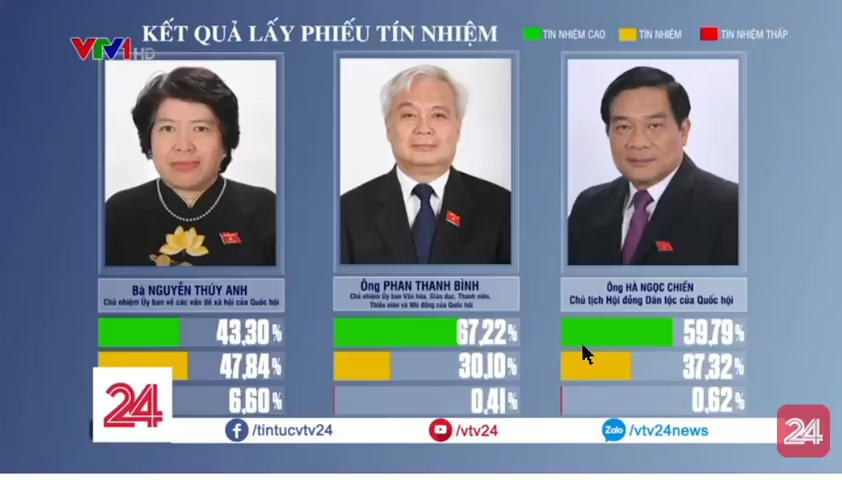 KẾT QUẢ LẤY PHIẾU TÍN NHIỆM
TÍN NHIỆM CAO
TÍN NHIỆM
TÍN NHIỆM THẤP
VTV1 HD
Bà NGUYỄN THÚY ANH
Chủ nhiệm Ủy ban về các vấn đề xã hội của Quốc hội
43,30%
47,84%
6,60%
Ông PHAN THANH BÌNH
Chủ nhiệm Ủy ban Văn hóa, Giáo dục, Thanh niên,
Thiếu niên và Nhi đồng của Quốc hội
67,22%
30,10%
0,41%
Ông HÀ NGỌC CHIẾN
Chủ tịch Hội đồng Dân tộc của Quốc hội
59,79%
37,32%
0,62%
24
/tintucvtv24
/vtv24
Zalo /vtv24news
24